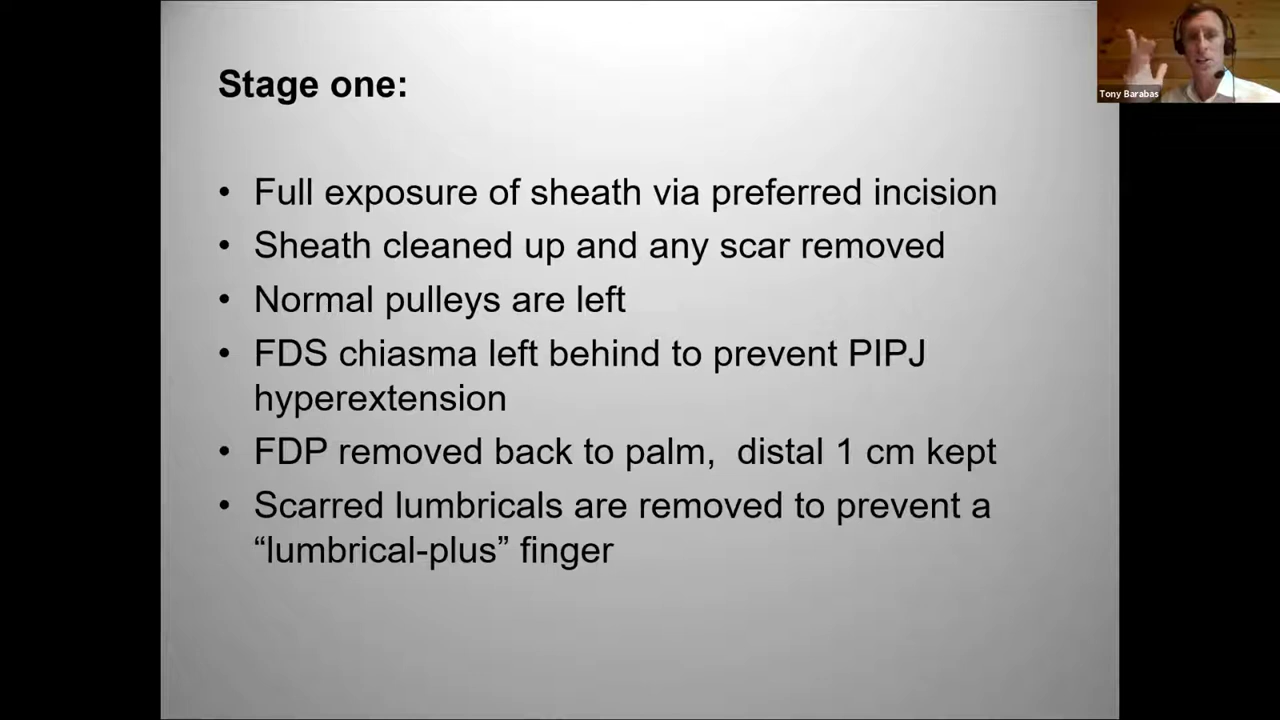 Stage one:
• Full exposure of sheath via preferred incision
• Sheath cleaned up and any scar removed
• Normal pulleys are left
• FDS chiasma left behind to prevent PIPJ
hyperextension
• FDP removed back to palm,  distal 1 cm kept
• Scarred lumbricals are removed to prevent a
“lumbrical-plus” finger
Tony Barabas